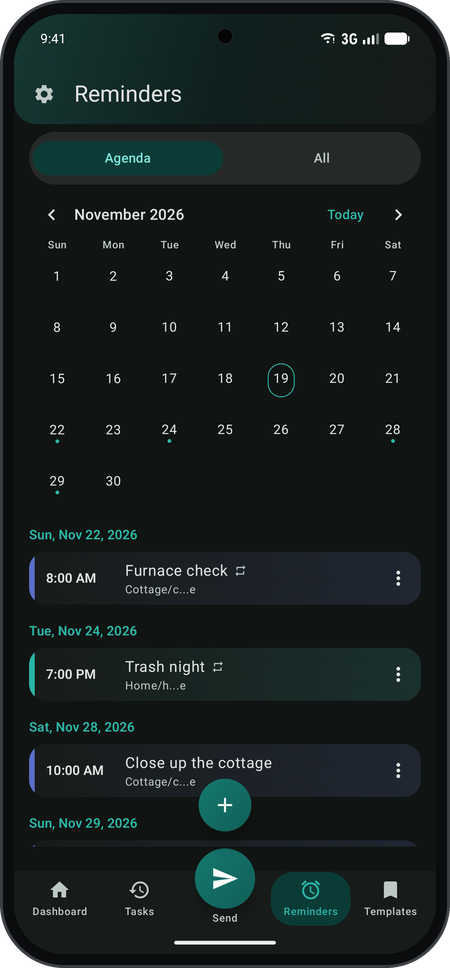 9:41
3G
Reminders
Agenda
All
November 2026
Today
Sun Mon Tue Wed Thu Fri Sat
1 2 3 4 5 6 7
8 9 10 11 12 13 14
15 16 17 18 19 20 21
22 23 24 25 26 27 28
29 30
Sun, Nov 22, 2026
8:00 AM
Furnace check
Cottage/c...e
Tue, Nov 24, 2026
7:00 PM
Trash night
Home/h...e
Sat, Nov 28, 2026
10:00 AM
Close up the cottage
Cottage/c...e
Sun, Nov 29, 2026
Dashboard
Tasks
Send
Reminders
Templates